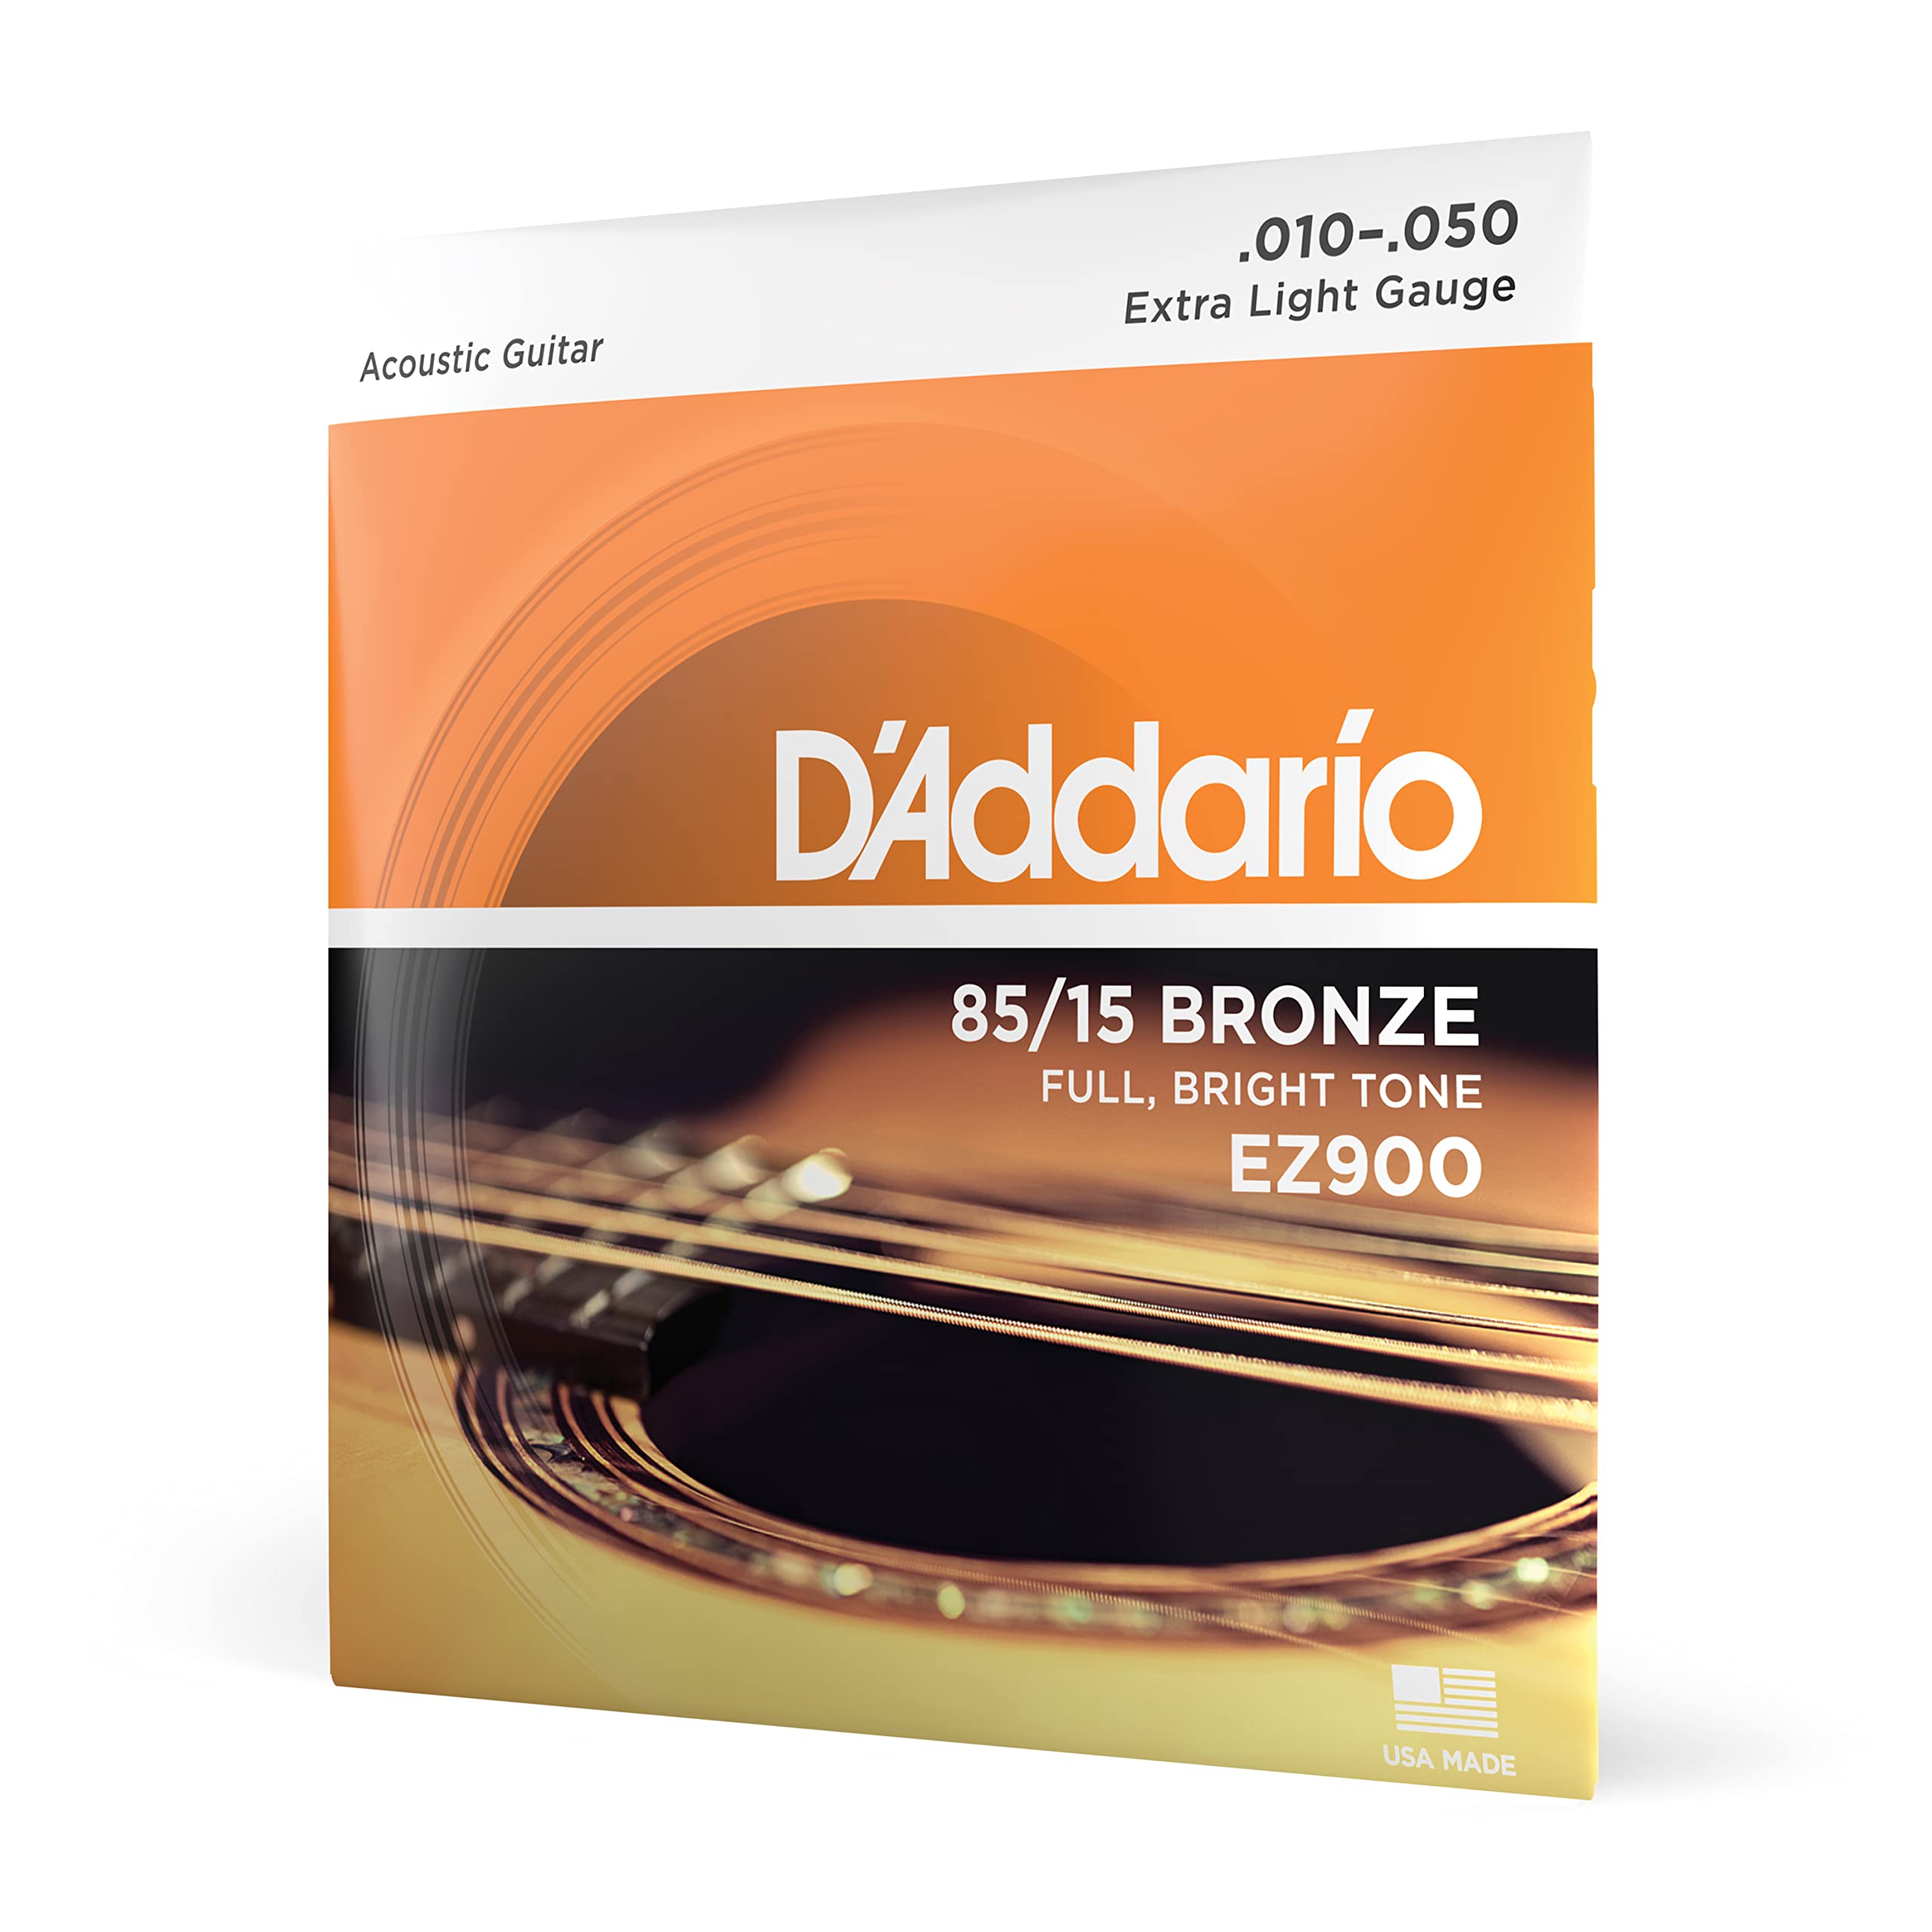 .010–.050
Extra Light Gauge
Acoustic Guitar
D'Addario
85/15 BRONZE
FULL, BRIGHT TONE
EZ900
USA MADE